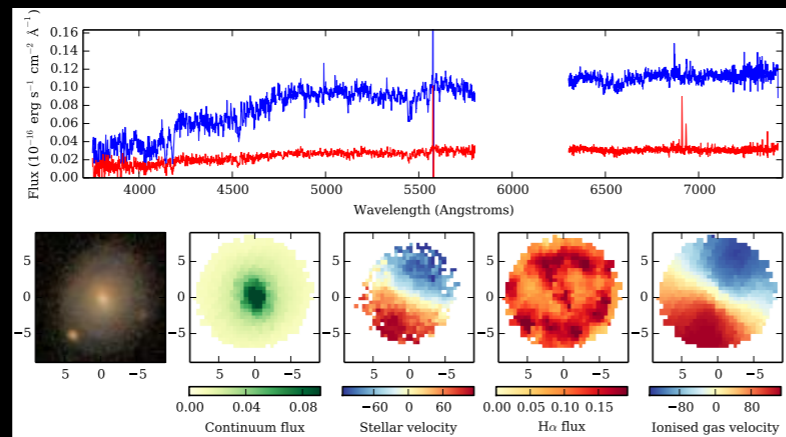 0.16
0.14
0.12
0.10
0.08
0.06
0.04
0.02
0.00
Flux (10⁻¹⁶ erg s⁻¹ cm⁻² Å⁻¹)
4000 4500 5000 5500 6000 6500 7000
Wavelength (Angstroms)
5 0 −5
5 0 −5
5 0 −5
5 0 −5
5 0 −5
5 0 −5
5 0 −5
5 0 −5
5 0 −5
5 0 −5
0.00 0.04 0.08
Continuum flux
−60 0 60
Stellar velocity
0.00 0.05 0.10 0.15
Hα flux
−80 0 80
Ionised gas velocity